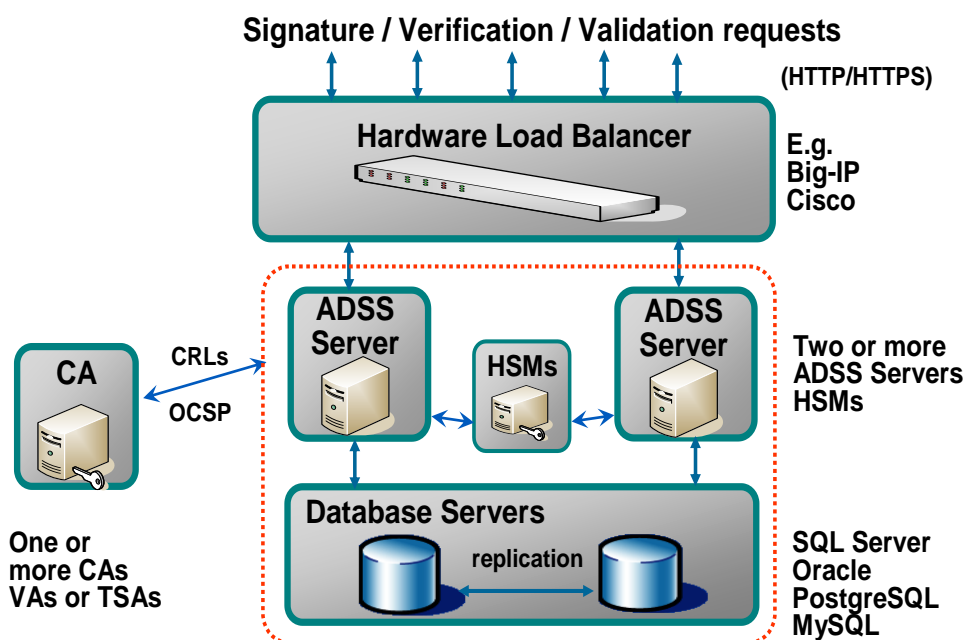 Signature / Verification / Validation requests
(HTTP/HTTPS)
Hardware Load Balancer
E.g.
Big-IP
Cisco
ADSS
Server
ADSS
Server
CA
CRLs
OCSP
HSMs
Two or more
ADSS Servers
HSMs
Database Servers
replication
One or
more CAs
VAs or TSAs
SQL Server
Oracle
PostgreSQL
MySQL